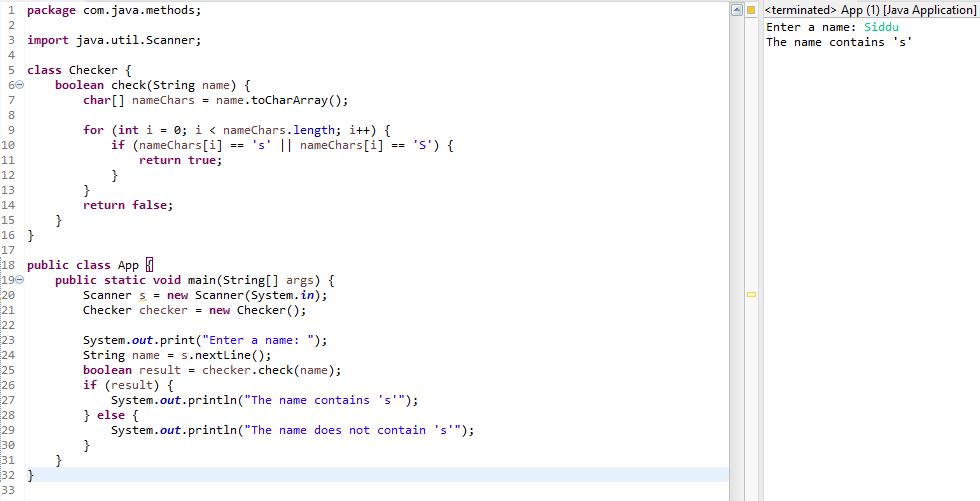 1 package com.java.methods;
2
3 import java.util.Scanner;
4
5 class Checker {
6 boolean check(String name) {
7 char[] nameChars = name.toCharArray();
8
9 for (int i = 0; i < nameChars.length; i++) {
10 if (nameChars[i] == 's' || nameChars[i] == 'S') {
11 return true;
12 }
13 }
14 return false;
15 }
16 }
17
18 public class App {
19 public static void main(String[] args) {
20 Scanner s = new Scanner(System.in);
21 Checker checker = new Checker();
22
23 System.out.print("Enter a name: ");
24 String name = s.nextLine();
25 boolean result = checker.check(name);
26 if (result) {
27 System.out.println("The name contains 's'");
28 } else {
29 System.out.println("The name does not contain 's'");
30 }
31 }
32 }
33
<terminated> App (1) [Java Application]
Enter a name: Siddu
The name contains 's'